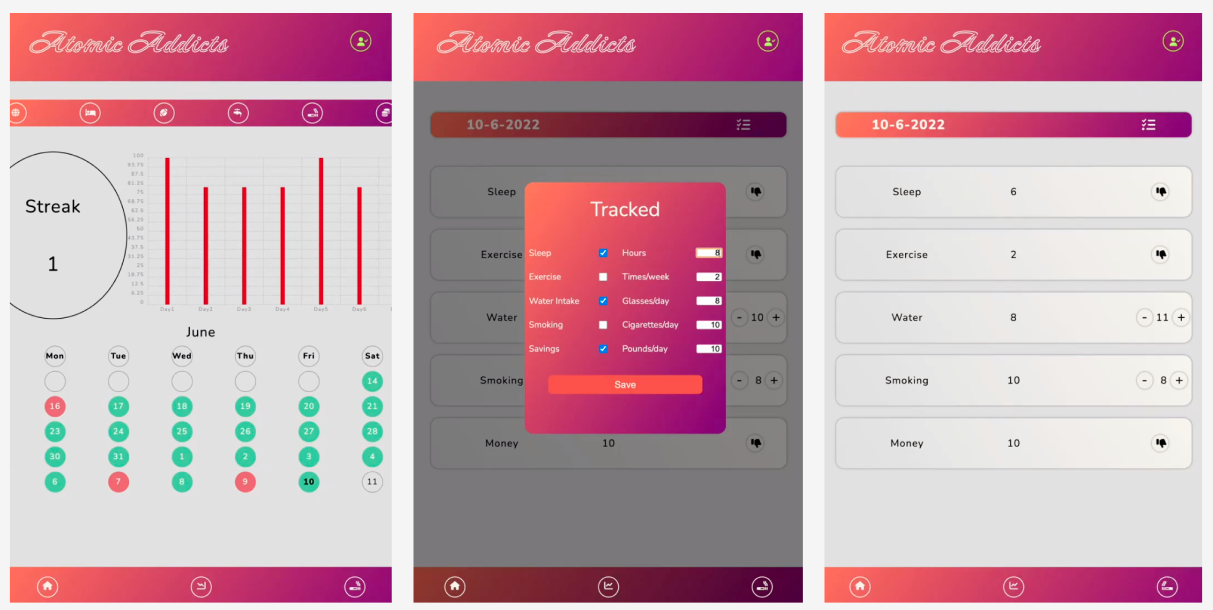 Atomic Addicts
Streak
1
100
93.75
87.5
81.25
75
68.75
62.5
56.25
50
43.75
37.5
31.25
25
18.75
12.5
6.25
0
Day1 Day2 Day3 Day4 Day5 Day6
June
Mon Tue Wed Thu Fri Sat
14
16 17 18 19 20 21
23 24 25 26 27 28
30 31 1 2 3 4
6 7 8 9 10 11
Atomic Addicts
10-6-2022
Sleep
Exercise
Water - 10 +
Smoking - 8 +
Money 10
Tracked
Sleep Hours 8
Exercise Times/week 2
Water Intake Glasses/day 8
Smoking Cigarettes/day 10
Savings Pounds/day 10
Save
Atomic Addicts
10-6-2022
Sleep 6
Exercise 2
Water 8 - 11 +
Smoking 10 - 8 +
Money 10